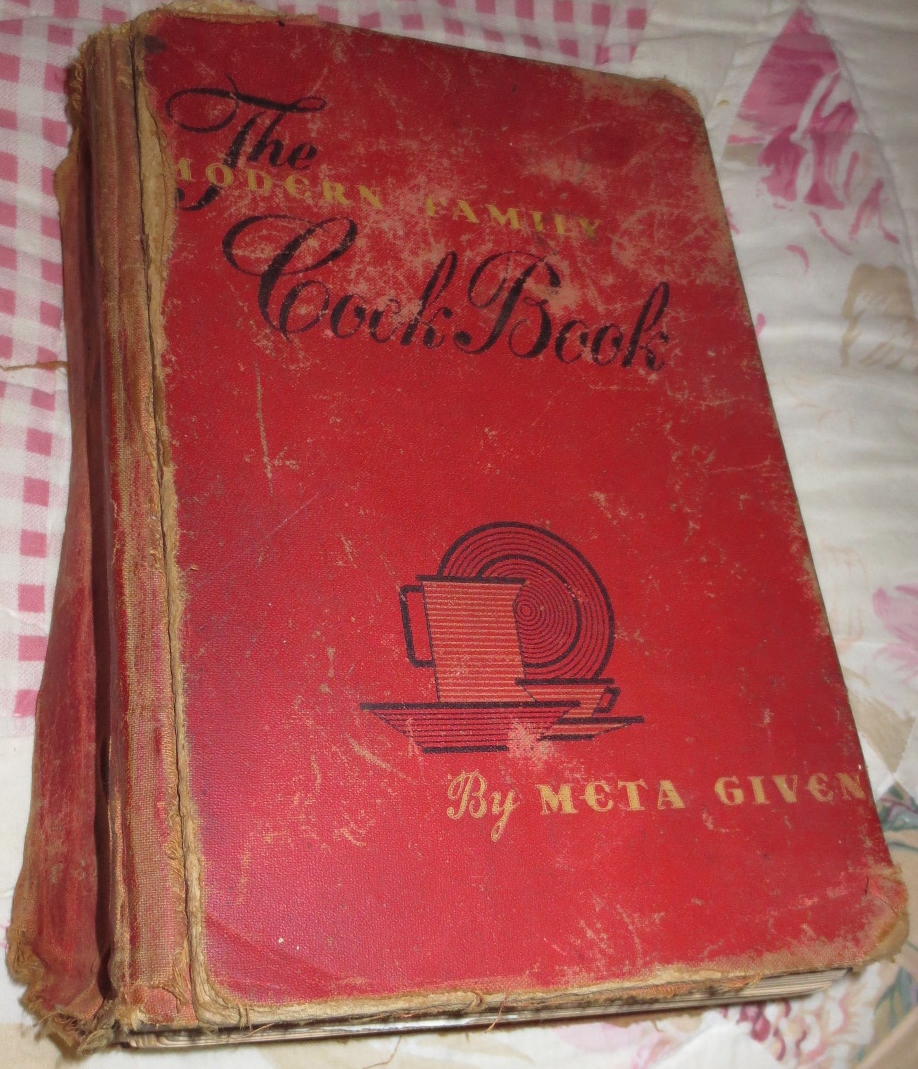 The
MODERN FAMILY
Cook Book
By META GIVEN